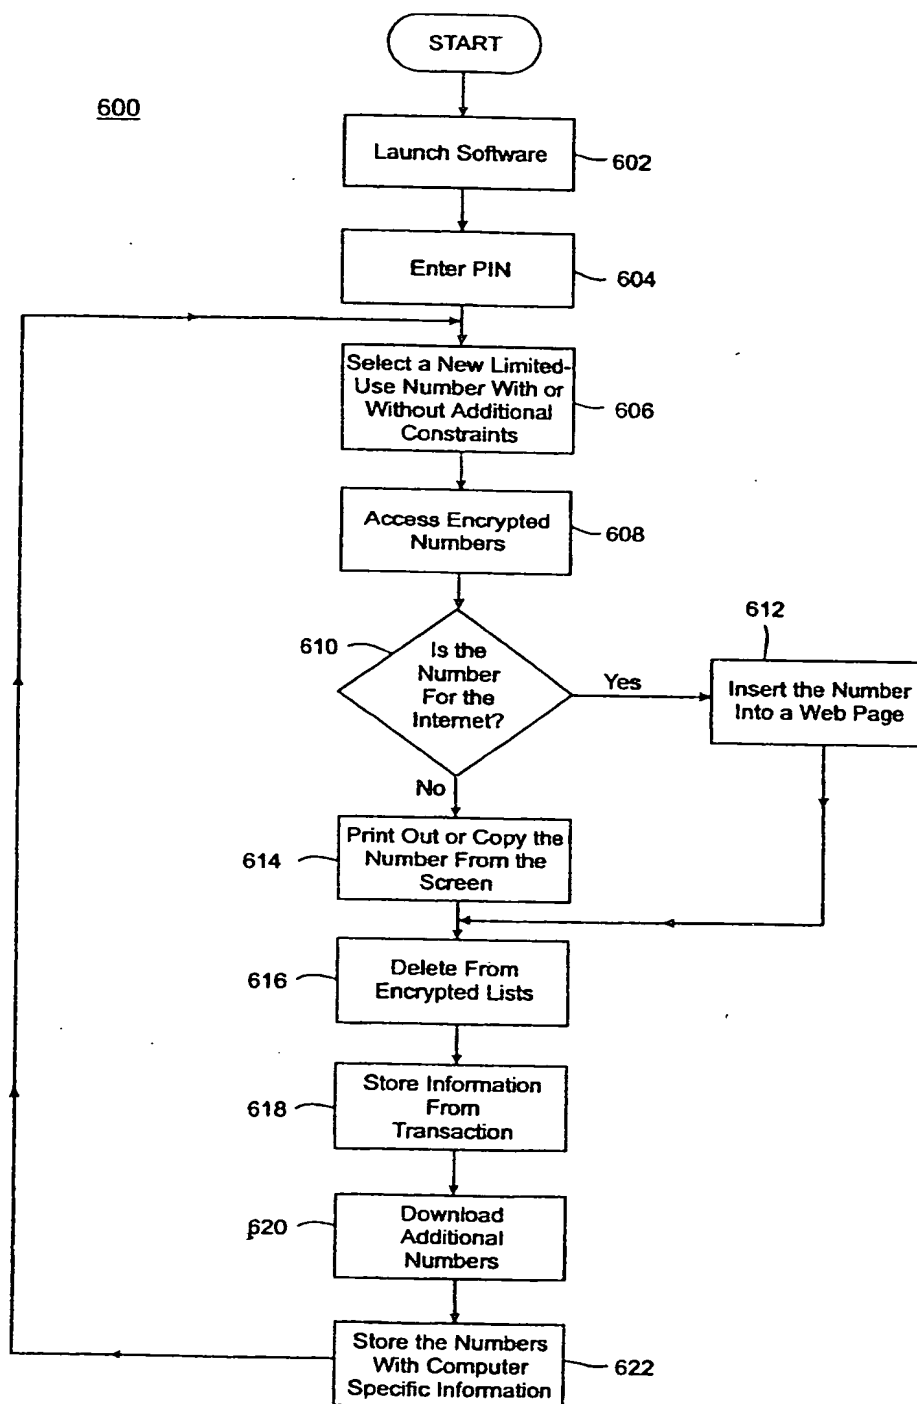 START
600
Launch Software
602
Enter PIN
604
Select a New Limited-
Use Number With or
Without Additional
Constraints
606
Access Encrypted
Numbers
608
610
Is the
Number
For the
Internet?
Yes
612
Insert the Number
Into a Web Page
No
614
Print Out or Copy the
Number From the
Screen
616
Delete From
Encrypted Lists
618
Store Information
From
Transaction
620
Download
Additional
Numbers
Store the Numbers
With Computer
Specific Information
622